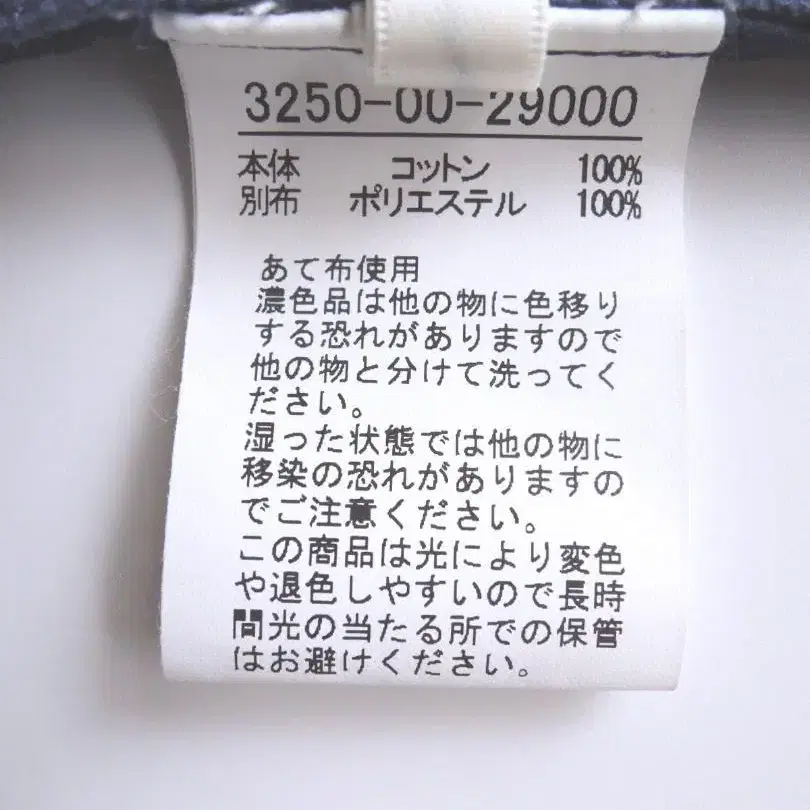 3250-00-29000
本体 コットン 100%
別布 ポリエステル 100%
あて布使用
濃色品は他の物に色移り
する恐れがありますので
他の物と分けて洗ってく
ださい。
湿った状態では他の物に
移染の恐れがありますの
でご注意ください。
この商品は光により変色
や退色しやすいので長時
間光の当たる所での保管
はお避けください。